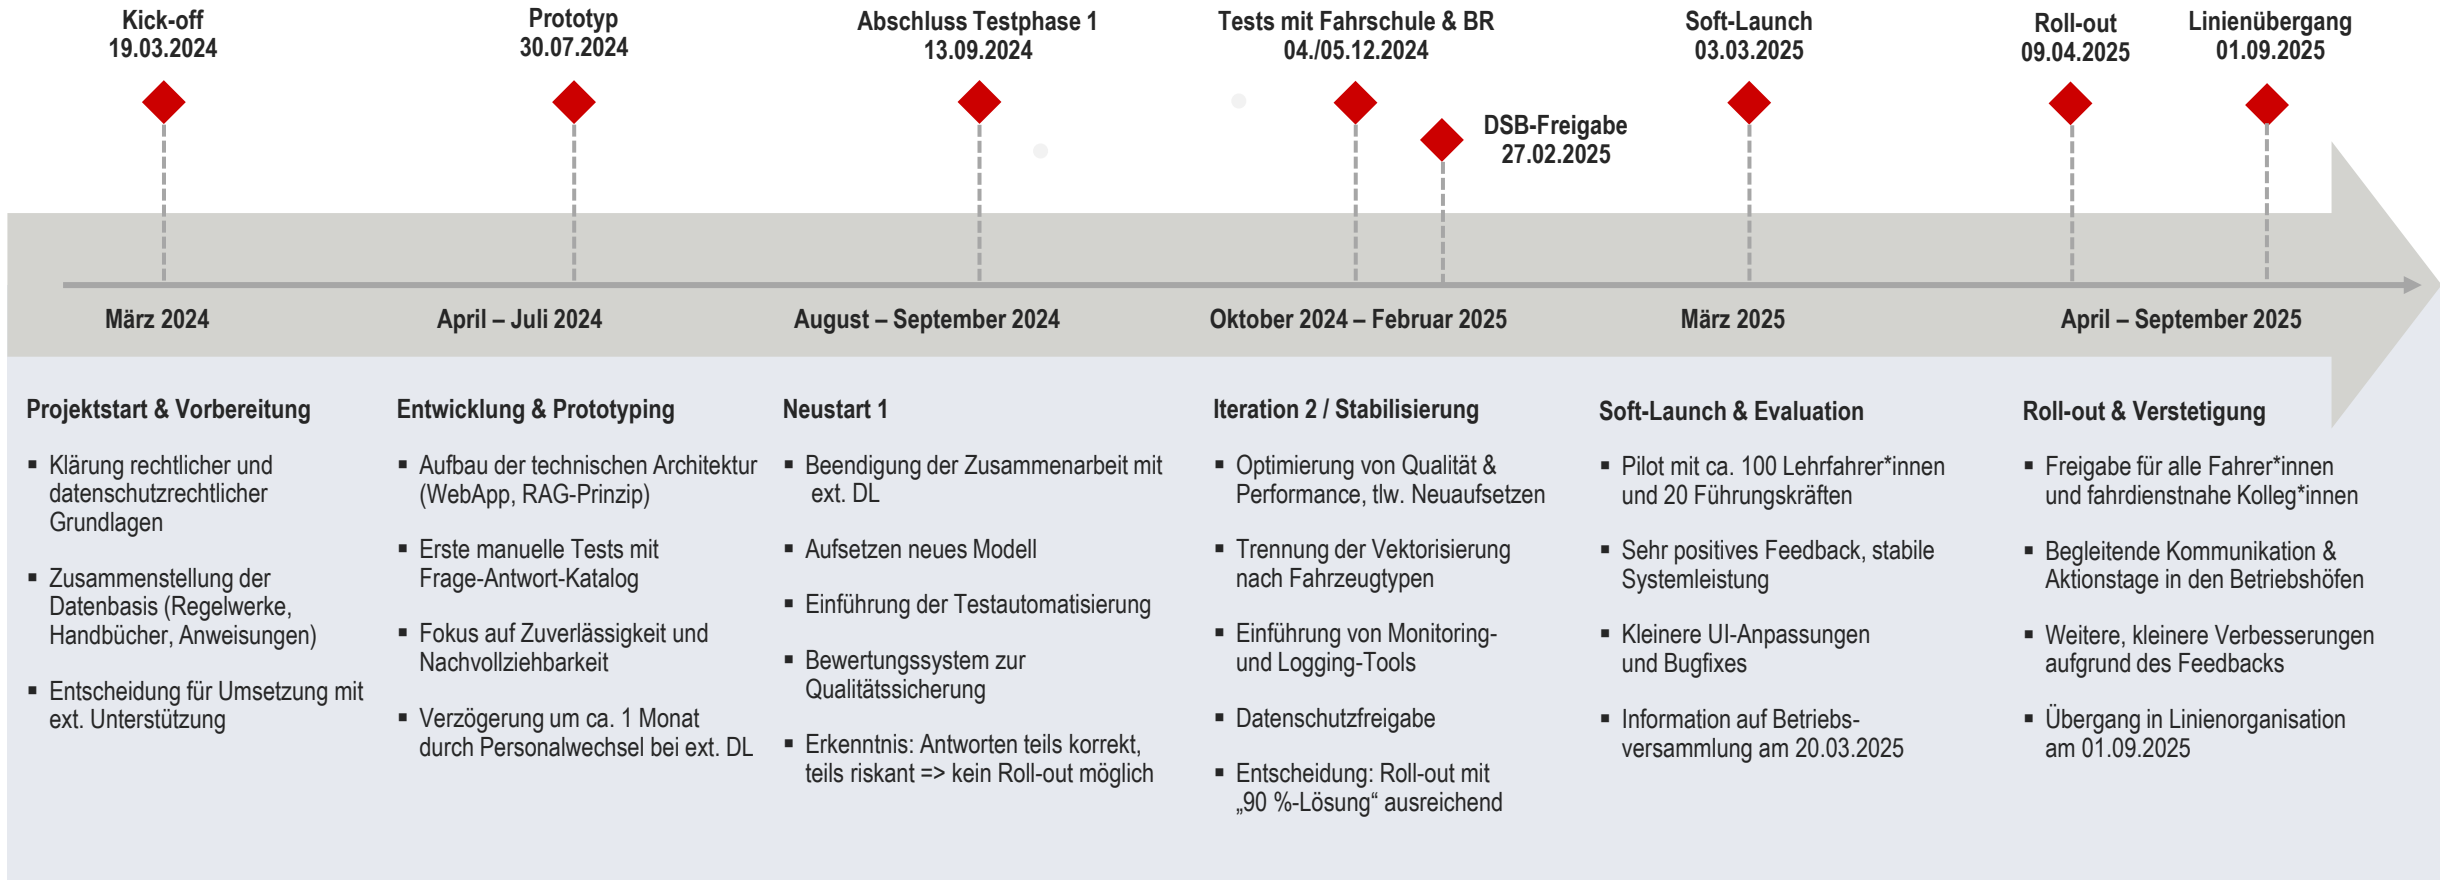 Kick-off
19.03.2024
Prototyp
30.07.2024
Abschluss Testphase 1
13.09.2024
Tests mit Fahrschule & BR
04./05.12.2024
DSB-Freigabe
27.02.2025
Soft-Launch
03.03.2025
Roll-out
09.04.2025
Linienübergang
01.09.2025
März 2024
April – Juli 2024
August – September 2024
Oktober 2024 – Februar 2025
März 2025
April – September 2025
Projektstart & Vorbereitung
▪ Klärung rechtlicher und
datenschutzrechtlicher
Grundlagen
▪ Zusammenstellung der
Datenbasis (Regelwerke,
Handbücher, Anweisungen)
▪ Entscheidung für Umsetzung mit
ext. Unterstützung
Entwicklung & Prototyping
▪ Aufbau der technischen Architektur
(WebApp, RAG-Prinzip)
▪ Erste manuelle Tests mit
Frage-Antwort-Katalog
▪ Fokus auf Zuverlässigkeit und
Nachvollziehbarkeit
▪ Verzögerung um ca. 1 Monat
durch Personalwechsel bei ext. DL
Neustart 1
▪ Beendigung der Zusammenarbeit mit
ext. DL
▪ Aufsetzen neues Modell
▪ Einführung der Testautomatisierung
▪ Bewertungssystem zur
Qualitätssicherung
▪ Erkenntnis: Antworten teils korrekt,
teils riskant => kein Roll-out möglich
Iteration 2 / Stabilisierung
▪ Optimierung von Qualität &
Performance, tlw. Neuaufsetzen
▪ Trennung der Vektorisierung
nach Fahrzeugtypen
▪ Einführung von Monitoring-
und Logging-Tools
▪ Datenschutzfreigabe
▪ Entscheidung: Roll-out mit
„90 %-Lösung“ ausreichend
Soft-Launch & Evaluation
▪ Pilot mit ca. 100 Lehrfahrer*innen
und 20 Führungskräften
▪ Sehr positives Feedback, stabile
Systemleistung
▪ Kleinere UI-Anpassungen
und Bugfixes
▪ Information auf Betriebs-
versammlung am 20.03.2025
Roll-out & Verstetigung
▪ Freigabe für alle Fahrer*innen
und fahrdienstnahe Kolleg*innen
▪ Begleitende Kommunikation &
Aktionstage in den Betriebshöfen
▪ Weitere, kleinere Verbesserungen
aufgrund des Feedbacks
▪ Übergang in Linienorganisation
am 01.09.2025